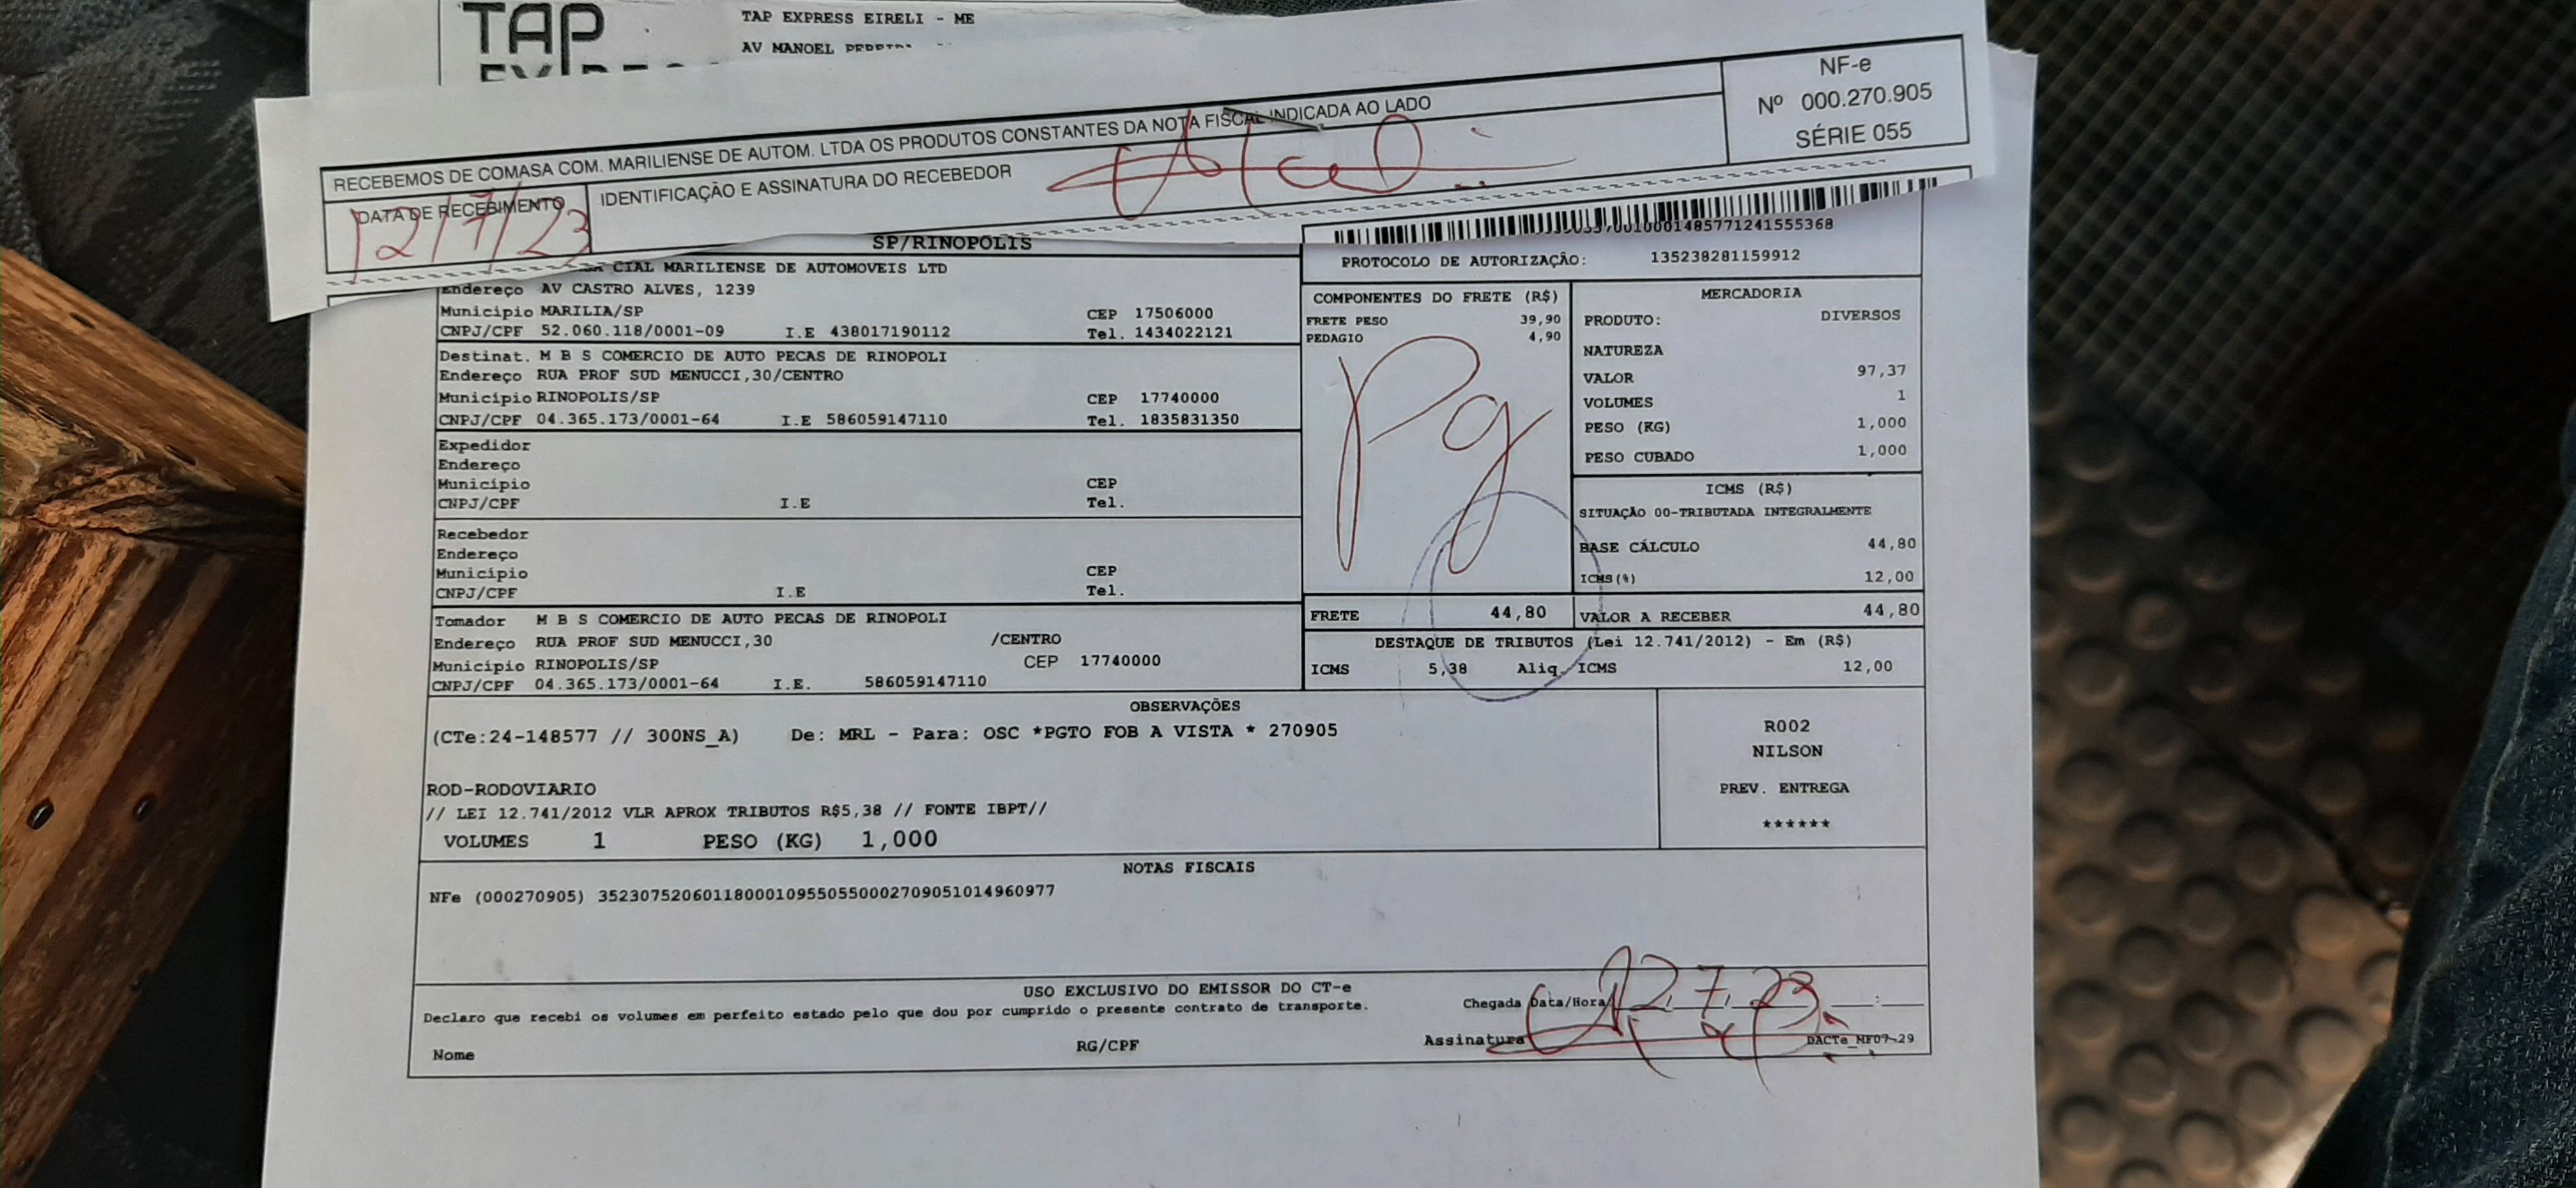 TAP
TAP EXPRESS EIRELI - ME
AV MANOEL
RECEBEMOS DE COMASA COM. MARILIENSE DE AUTOM. LTDA OS PRODUTOS CONSTANTES DA NOTA FISCAL INDICADA AO LADO
DATA DE RECEBIMENTO
12/7/23
IDENTIFICAÇÃO E ASSINATURA DO RECEBEDOR
NF-e
Nº 000.270.905
SÉRIE 055
SP/RINOPOLIS
CIAL MARILIENSE DE AUTOMOVEIS LTD
Endereço AV CASTRO ALVES, 1239
Município MARILIA/SP CEP 17506000
CNPJ/CPF 52.060.118/0001-09 I.E 438017190112 Tel. 1434022121
Destinat. M B S COMERCIO DE AUTO PECAS DE RINOPOLI
Endereço RUA PROF SUD MENUCCI,30/CENTRO
Município RINOPOLIS/SP CEP 17740000
CNPJ/CPF 04.365.173/0001-64 I.E 586059147110 Tel. 1835831350
Expedidor
Endereço
Município CEP
CNPJ/CPF I.E Tel.
Recebedor
Endereço
Município CEP
CNPJ/CPF I.E Tel.
Tomador M B S COMERCIO DE AUTO PECAS DE RINOPOLI
Endereço RUA PROF SUD MENUCCI,30 /CENTRO
Município RINOPOLIS/SP CEP 17740000
CNPJ/CPF 04.365.173/0001-64 I.E. 586059147110
PROTOCOLO DE AUTORIZAÇÃO: 135238281159912
COMPONENTES DO FRETE (R$)
FRETE PESO 39,90
PEDAGIO 4,90
Pg
MERCADORIA
PRODUTO: DIVERSOS
NATUREZA
VALOR 97,37
VOLUMES 1
PESO (KG) 1,000
PESO CUBADO 1,000
ICMS (R$)
SITUAÇÃO 00-TRIBUTADA INTEGRALMENTE
BASE CÁLCULO 44,80
ICMS(%) 12,00
FRETE 44,80
VALOR A RECEBER 44,80
DESTAQUE DE TRIBUTOS (Lei 12.741/2012) - Em (R$)
ICMS 5,38 Aliq. ICMS 12,00
OBSERVAÇÕES
(CTe:24-148577 // 300NS_A) De: MRL - Para: OSC *PGTO FOB A VISTA * 270905
ROD-RODOVIARIO
// LEI 12.741/2012 VLR APROX TRIBUTOS R$5,38 // FONTE IBPT//
VOLUMES 1 PESO (KG) 1,000
R002
NILSON
PREV. ENTREGA
******
NOTAS FISCAIS
NFe (000270905) 35230752060118000109550550002709051014960977
USO EXCLUSIVO DO EMISSOR DO CT-e
Declaro que recebi os volumes em perfeito estado pelo que dou por cumprido o presente contrato de transporte.
Nome RG/CPF
Chegada Data/Hora 12 7 23 :
Assinatura
DACTe_MF07-29